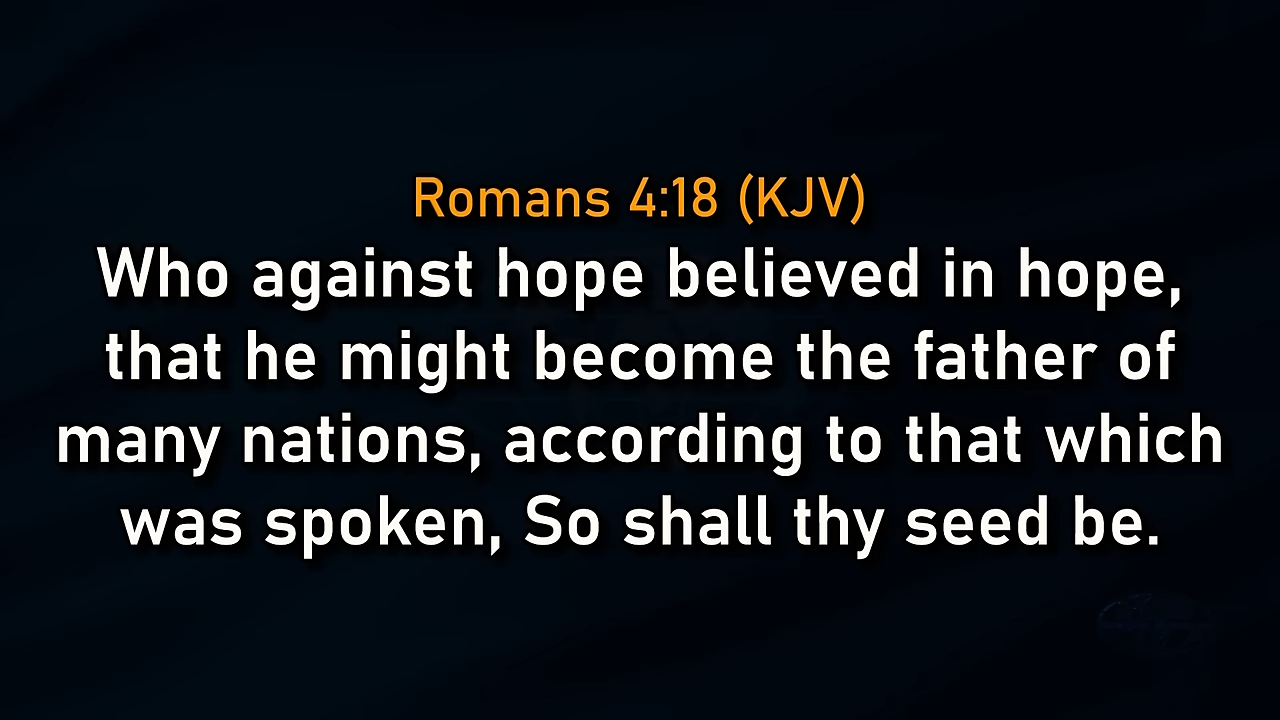 Romans 4:18 (KJV)
Who against hope believed in hope,
that he might become the father of
many nations, according to that which
was spoken, So shall thy seed be.